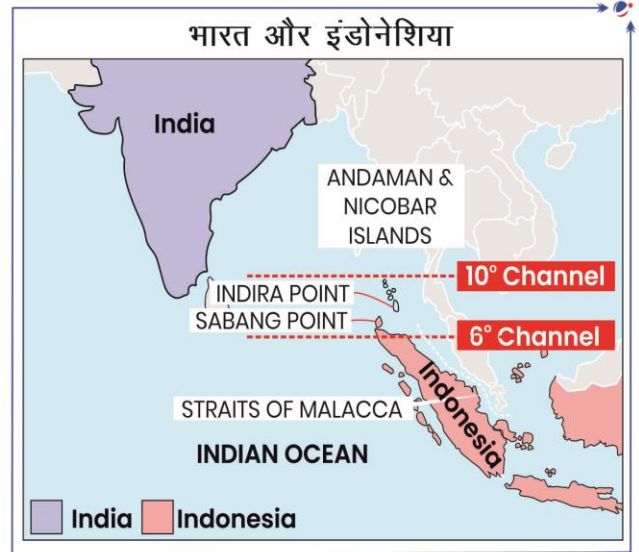 भारत और इंडोनेशिया
India
ANDAMAN &
NICOBAR
ISLANDS
10° Channel
INDIRA POINT
SABANG POINT
6° Channel
Indonesia
STRAITS OF MALACCA
INDIAN OCEAN
India
Indonesia